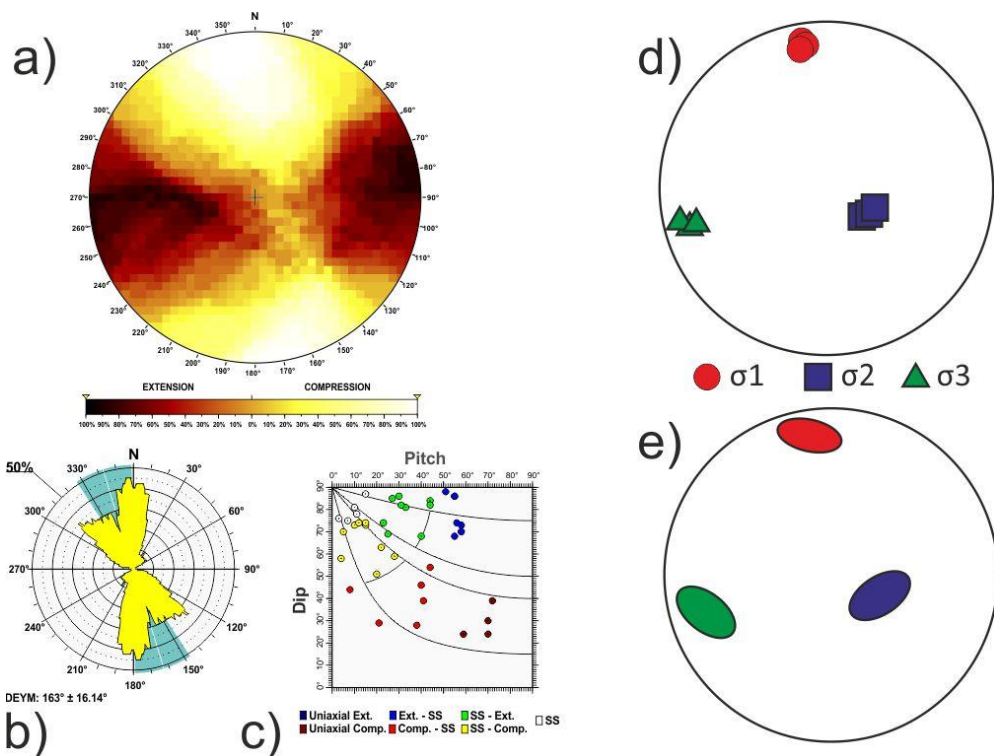 a)
N
350° 10°
340° 20°
330° 30°
320° 40°
310° 50°
300° 60°
290° 70°
280° 80°
270° 90°
260° 100°
250° 110°
240° 120°
230° 130°
220° 140°
210° 150°
200° 160°
190° 180° 170°
EXTENSION COMPRESSION
100% 90% 80% 70% 60% 50% 40% 30% 20% 10% 0% 10% 20% 30% 40% 50% 60% 70% 80% 90% 100%
d)
σ1 σ2 σ3
b)
50%
N
330° 30°
300° 60°
270° 90°
240° 120°
210° 150°
180°
DEYM: 163° ± 16.14°
c)
Pitch
0° 10° 20° 30° 40° 50° 60° 70° 80° 90°
Dip
90°
80°
70°
60°
50°
40°
30°
20°
10°
0°
Uniaxial Ext. Ext. - SS SS - Ext. SS
Uniaxial Comp. Comp. - SS SS - Comp.
e)